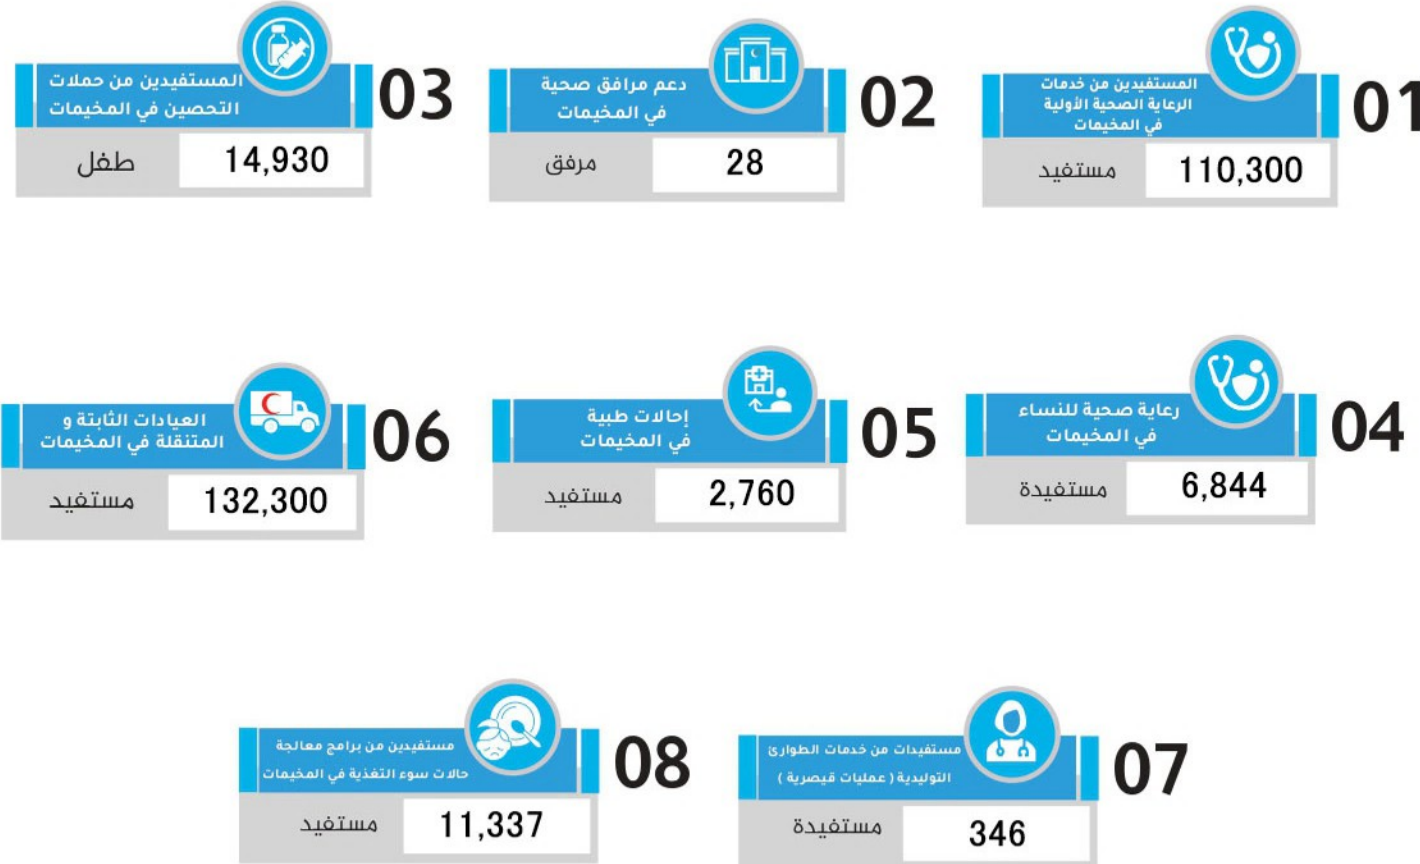 01
المستفيدين من خدمات
الرعاية الصحية الأولية
في المخيمات
110,300 مستفيد
02
دعم مرافق صحية
في المخيمات
28 مرفق
03
المستفيدين من حملات
التحصين في المخيمات
14,930 طفل
04
رعاية صحية للنساء
في المخيمات
6,844 مستفيدة
05
إحالات طبية
في المخيمات
2,760 مستفيد
06
العيادات الثابتة و
المتنقلة في المخيمات
132,300 مستفيد
07
مستفيدات من خدمات الطوارئ
التوليدية ( عمليات قيصرية )
346 مستفيدة
08
مستفيدين من برامج معالجة
حالات سوء التغذية في المخيمات
11,337 مستفيد